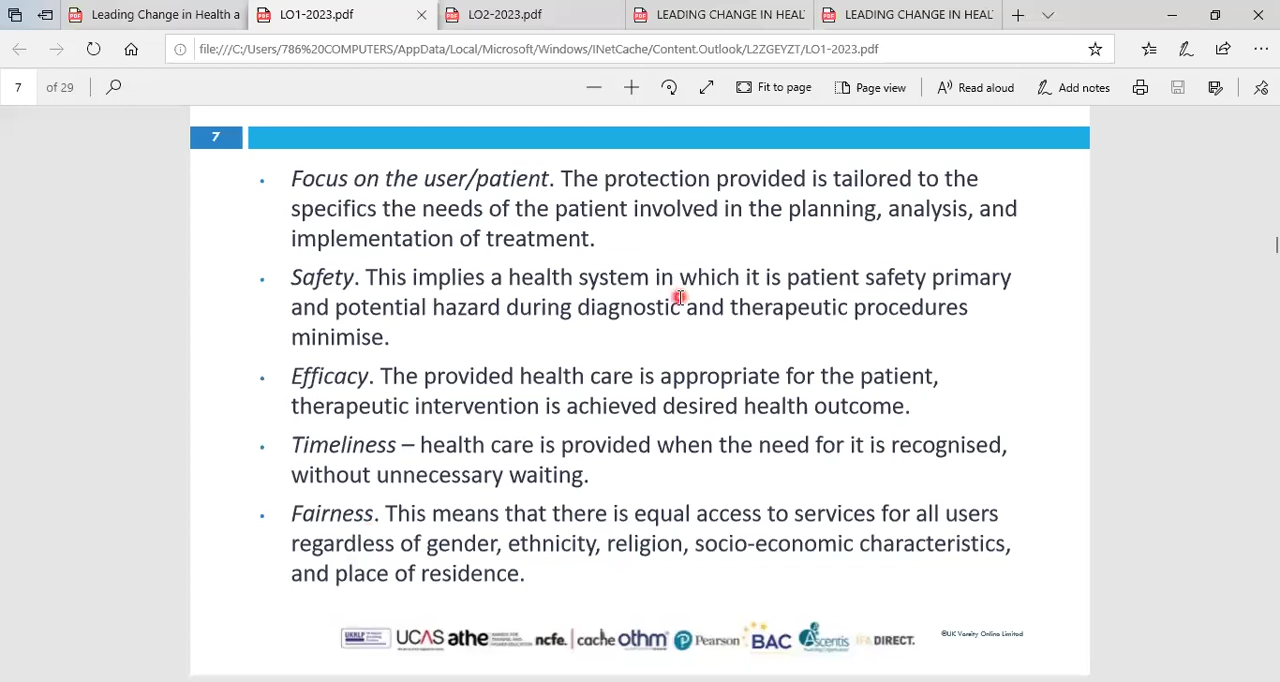 Leading Change in Health a
LO1-2023.pdf
LO2-2023.pdf
LEADING CHANGE IN HEAL
LEADING CHANGE IN HEAL
file:///C:/Users/786%20COMPUTERS/AppData/Local/Microsoft/Windows/INetCache/Content.Outlook/L2ZGEYZT/LO1-2023.pdf
7 of 29
Fit to page
Page view
Read aloud
Add notes
7
• Focus on the user/patient. The protection provided is tailored to the
specifics the needs of the patient involved in the planning, analysis, and
implementation of treatment.
• Safety. This implies a health system in which it is patient safety primary
and potential hazard during diagnostic and therapeutic procedures
minimise.
• Efficacy. The provided health care is appropriate for the patient,
therapeutic intervention is achieved desired health outcome.
• Timeliness – health care is provided when the need for it is recognised,
without unnecessary waiting.
• Fairness. This means that there is equal access to services for all users
regardless of gender, ethnicity, religion, socio-economic characteristics,
and place of residence.
UKRLP UCAS athe ncfe. cache othm Pearson BAC Ascentis DIRECT.
©UK Varsity Online Limited